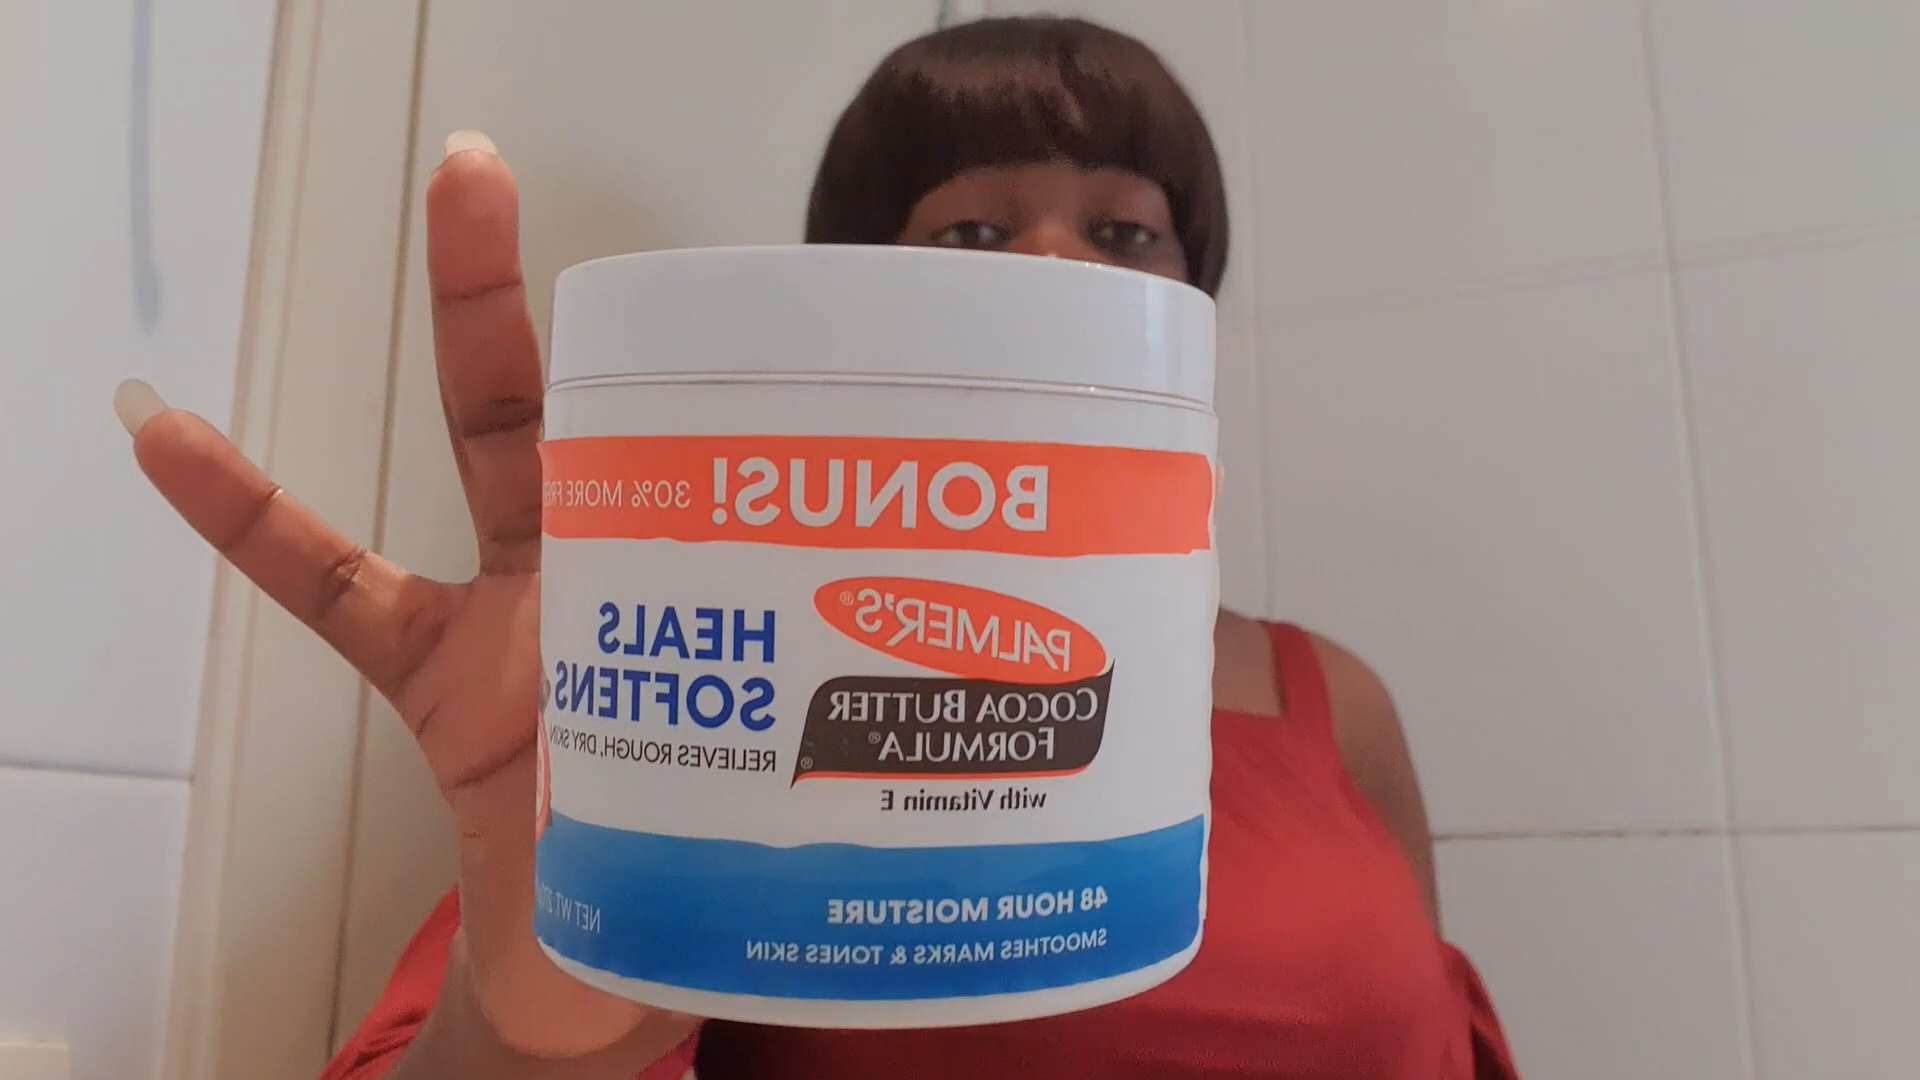 BONUS! 30% MORE FREE
PALMER'S®
COCOA BUTTER
FORMULA®
with Vitamin E
HEALS
SOFTENS
RELIEVES ROUGH, DRY SKIN
48 HOUR MOISTURE
SMOOTHES MARKS & TONES SKIN
NET WT.